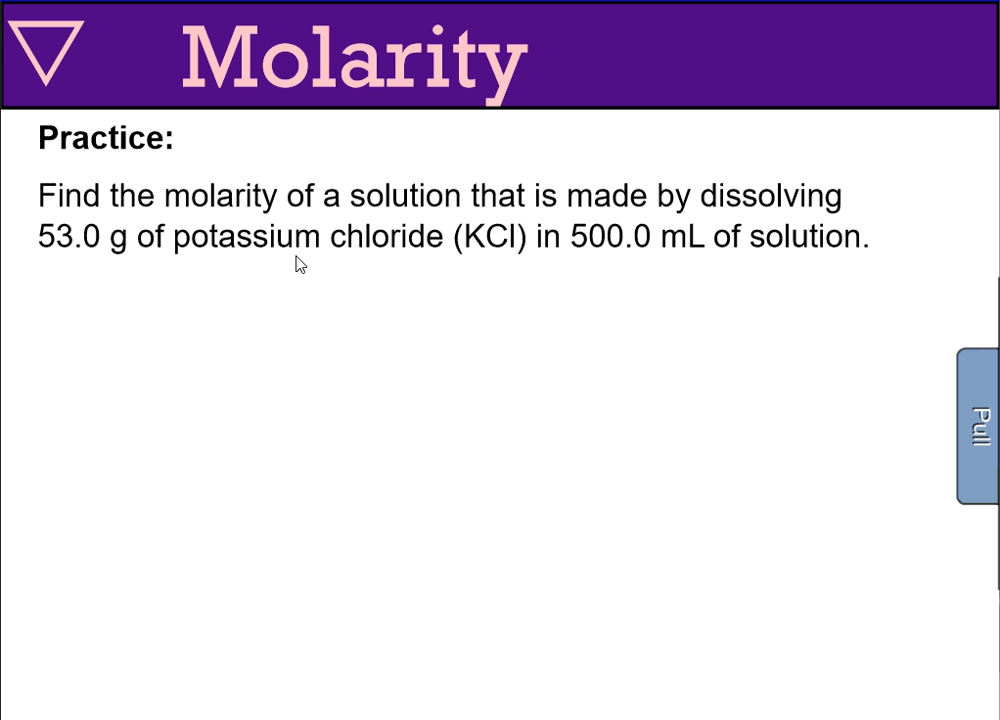 Molarity
Practice:
Find the molarity of a solution that is made by dissolving
53.0 g of potassium chloride (KCl) in 500.0 mL of solution.
Pull